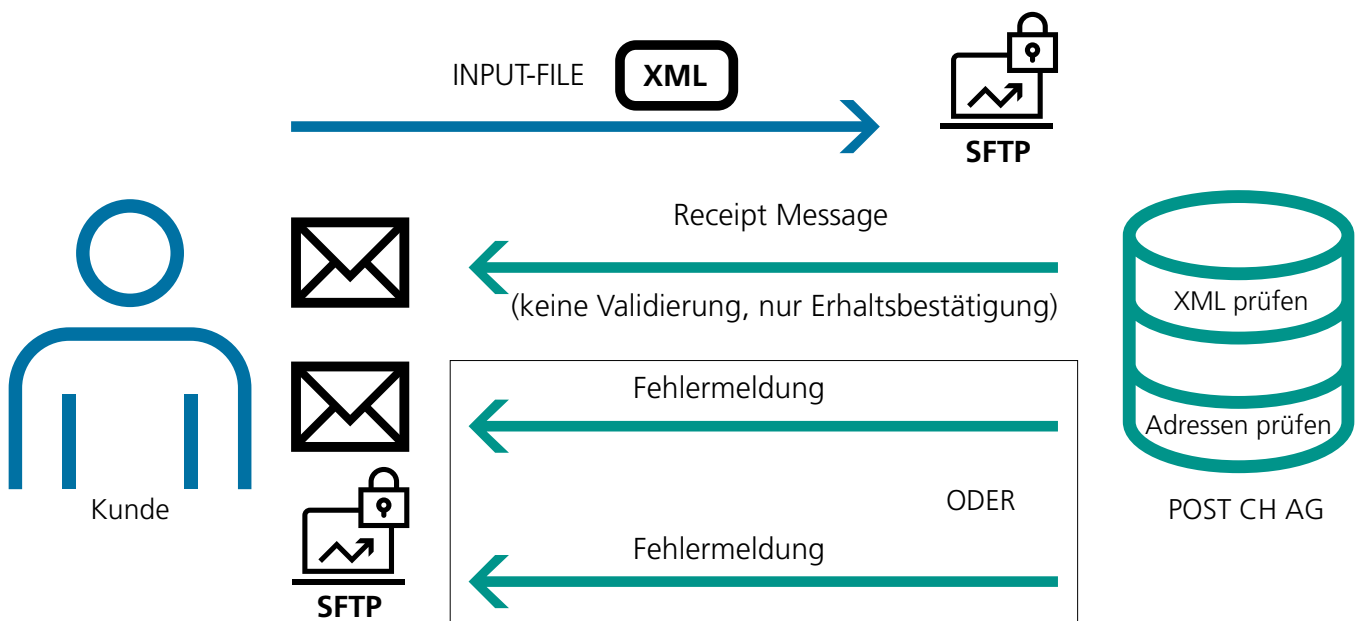 INPUT-FILE
XML
SFTP
Receipt Message
(keine Validierung, nur Erhaltsbestätigung)
XML prüfen
Fehlermeldung
Adressen prüfen
Kunde
ODER
POST CH AG
Fehlermeldung
SFTP